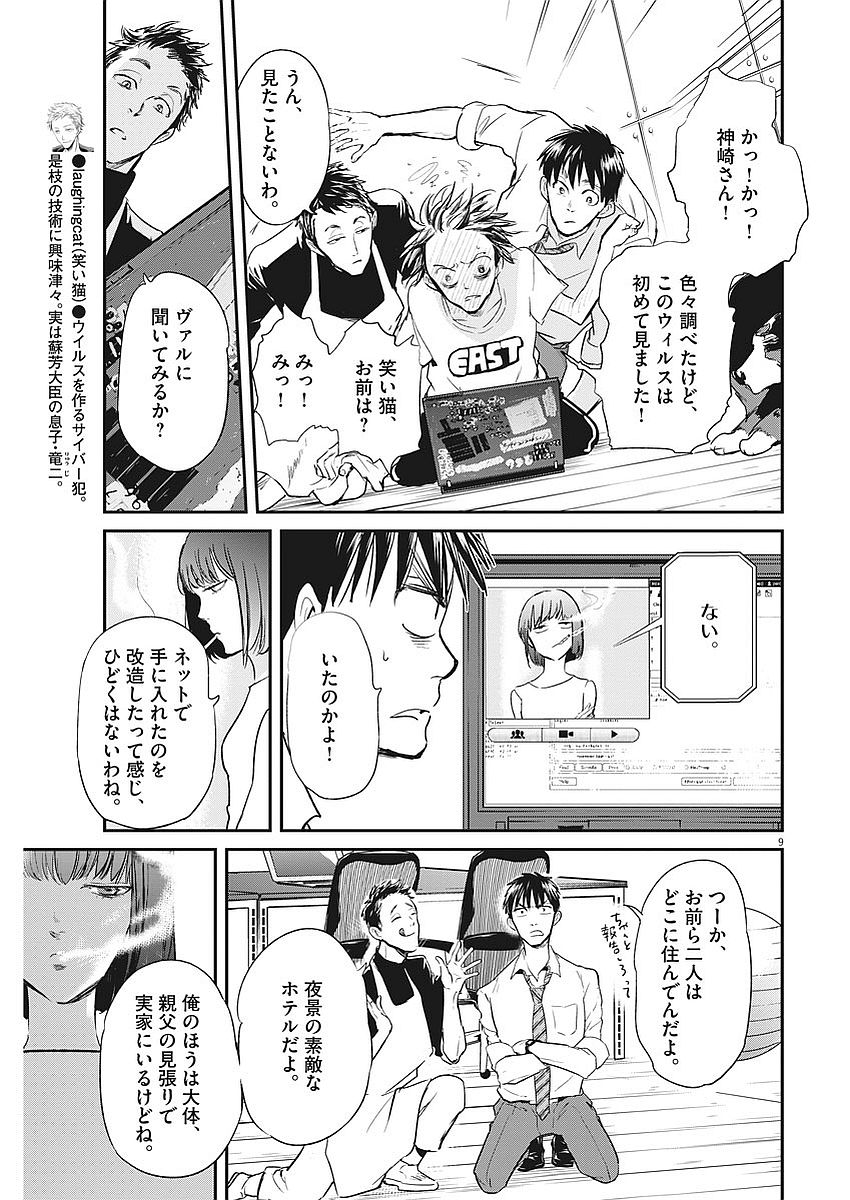 かっ！かっ！
神崎さん！
色々調べたけど、
このウィルスは
初めて見ました！
笑い猫、
お前は？
みっ！
みっ！
EAST
うん、
見たことないわ。
ヴァルに
聞いてみるか？
●laughingcat(笑い猫) ●ウイルスを作るサイバー犯。
是枝の技術に興味津々。実は蘇芳大臣の息子・竜二。
りゅうじ
ない。
いたのかよ！
ネットで
手に入れたのを
改造したって感じ、
ひどくはないわね。
9
つーか、
お前ら二人は
どこに住んでんだよ。
ちゃんと
報告しろって
夜景の素敵な
ホテルだよ。
俺のほうは大体、
親父の見張りで
実家にいるけどね。